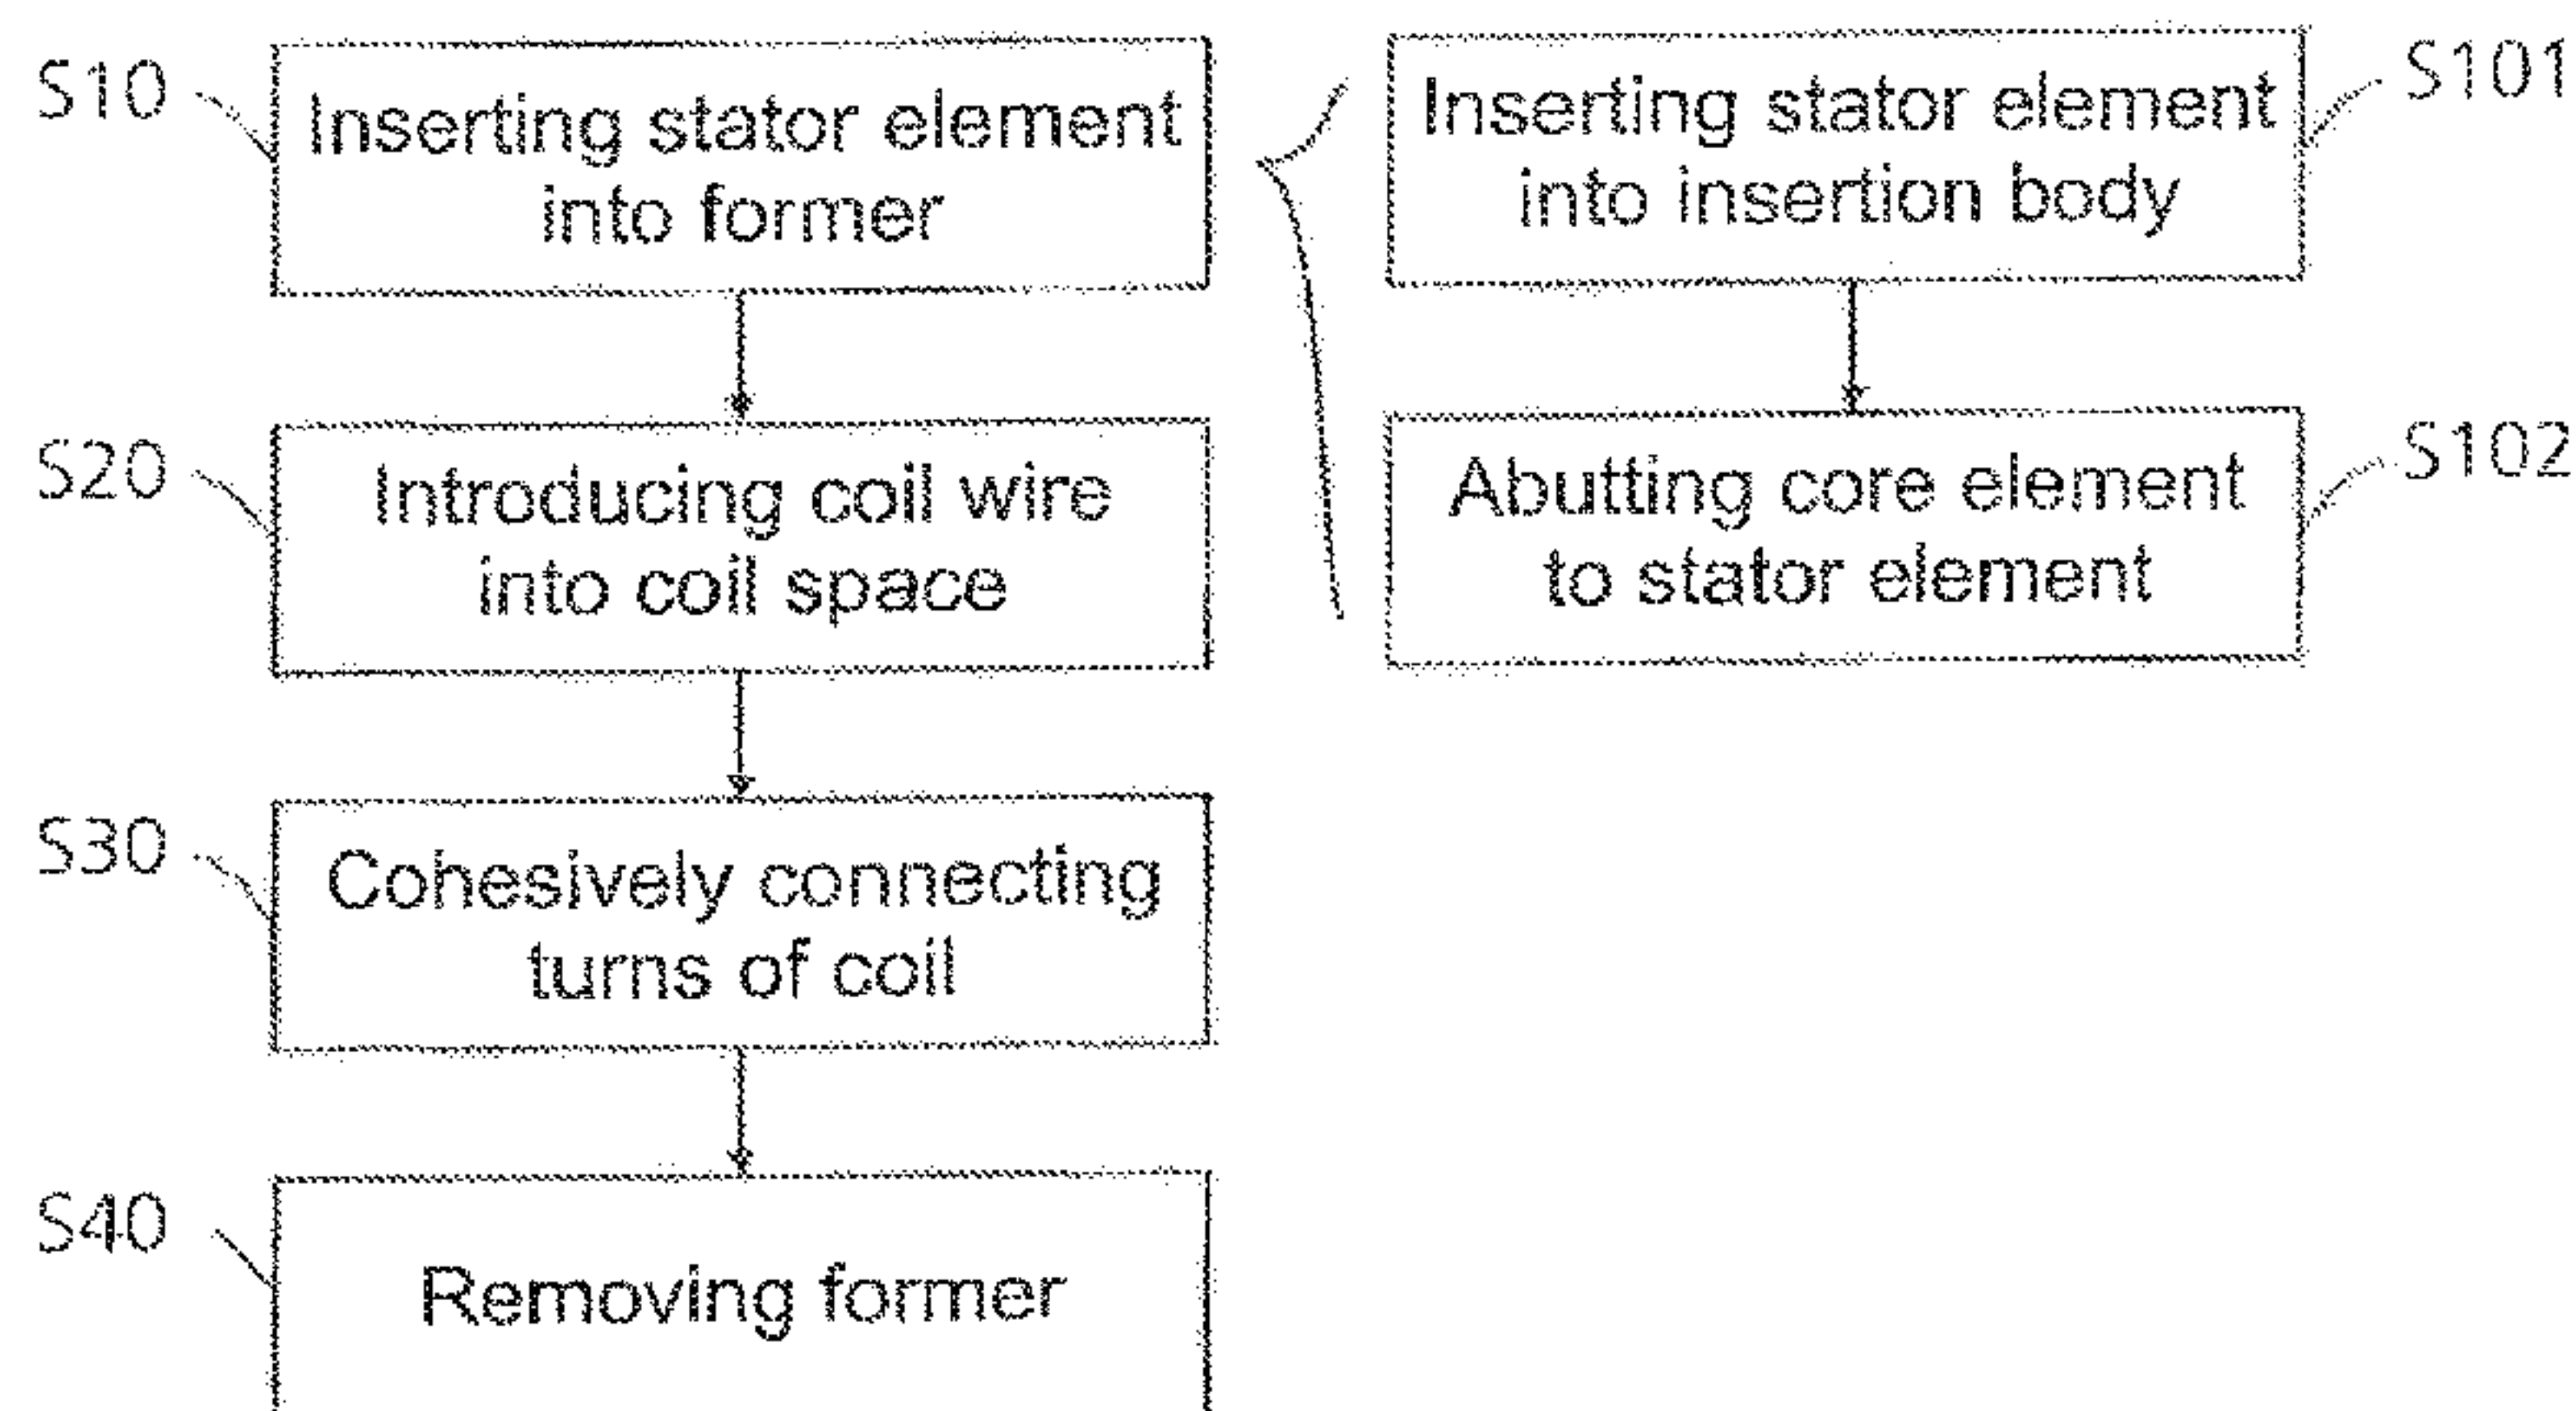 S10
Inserting stator element
into former
S20
Introducing coil wire
into coil space
S30
Cohesively connecting
turns of coil
S40
Removing former
S101
Inserting stator element
into insertion body
S102
Abutting core element
to stator element